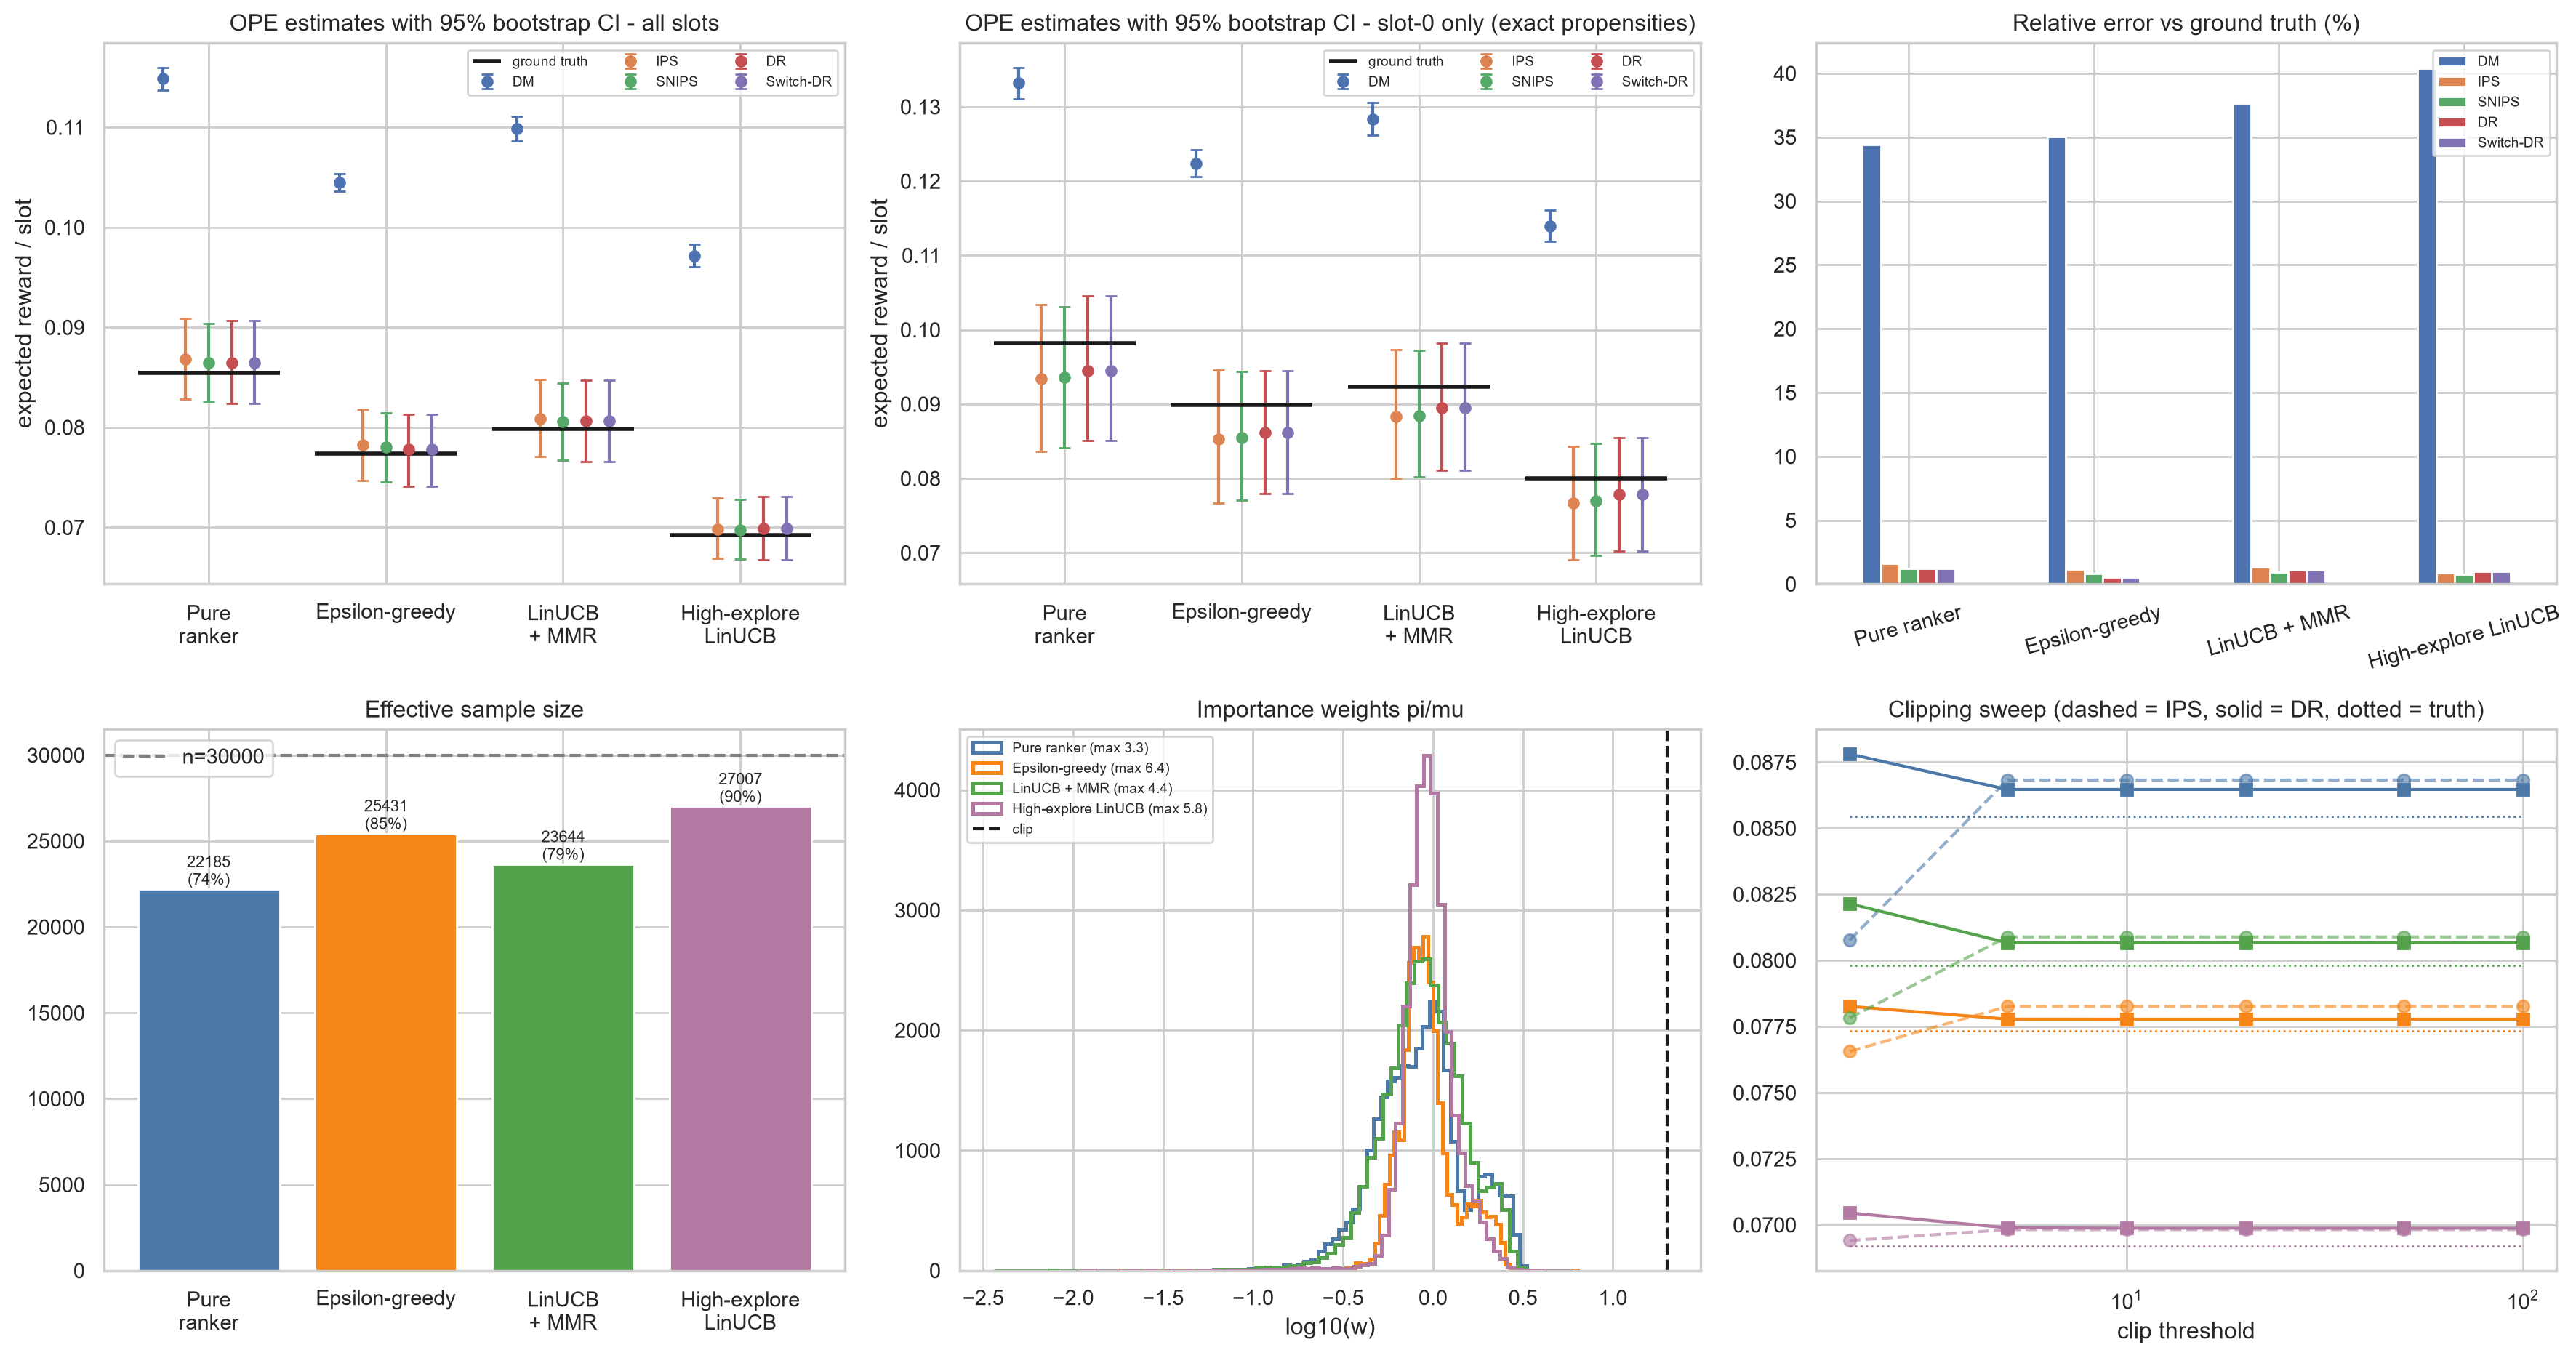 OPE estimates with 95% bootstrap CI - all slots
ground truth
DM
IPS
SNIPS
DR
Switch-DR
expected reward / slot
0.11
0.10
0.09
0.08
0.07
Pure
ranker
Epsilon-greedy
LinUCB
+ MMR
High-explore
LinUCB
OPE estimates with 95% bootstrap CI - slot-0 only (exact propensities)
ground truth
DM
IPS
SNIPS
DR
Switch-DR
expected reward / slot
0.13
0.12
0.11
0.10
0.09
0.08
0.07
Pure
ranker
Epsilon-greedy
LinUCB
+ MMR
High-explore
LinUCB
Relative error vs ground truth (%)
DM
IPS
SNIPS
DR
Switch-DR
40
35
30
25
20
15
10
5
0
Pure ranker
Epsilon-greedy
LinUCB + MMR
High-explore LinUCB
Effective sample size
n=30000
30000
25000
20000
15000
10000
5000
0
22185
(74%)
25431
(85%)
23644
(79%)
27007
(90%)
Pure
ranker
Epsilon-greedy
LinUCB
+ MMR
High-explore
LinUCB
Importance weights pi/mu
Pure ranker (max 3.3)
Epsilon-greedy (max 6.4)
LinUCB + MMR (max 4.4)
High-explore LinUCB (max 5.8)
clip
4000
3000
2000
1000
0
−2.5 −2.0 −1.5 −1.0 −0.5 0.0 0.5 1.0
log10(w)
Clipping sweep (dashed = IPS, solid = DR, dotted = truth)
0.0875
0.0850
0.0825
0.0800
0.0775
0.0750
0.0725
0.0700
10¹ 10²
clip threshold